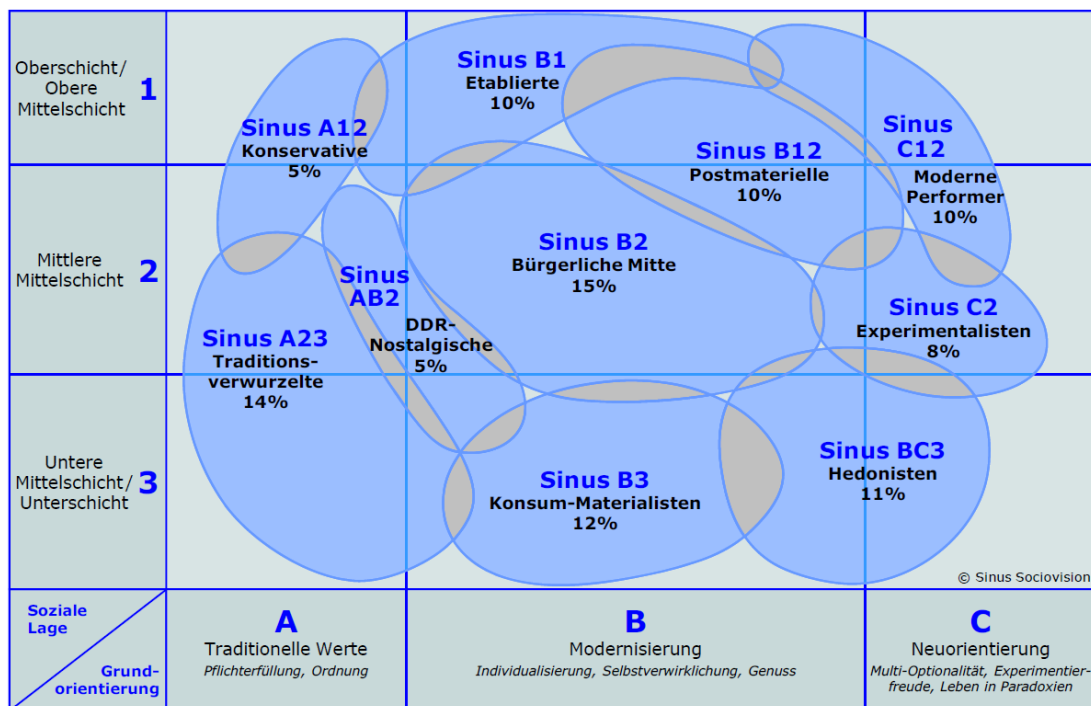 Oberschicht/
Obere
Mittelschicht
1
Sinus B1
Etablierte
10%
Sinus A12
Konservative
5%
Sinus B12
Postmaterielle
10%
Sinus
C12
Moderne
Performer
10%
Mittlere
Mittelschicht
2
Sinus
AB2
DDR-
Nostalgische
5%
Sinus B2
Bürgerliche Mitte
15%
Sinus C2
Experimentalisten
8%
Sinus A23
Traditions-
verwurzelte
14%
Untere
Mittelschicht/
Unterschicht
3
Sinus B3
Konsum-Materialisten
12%
Sinus BC3
Hedonisten
11%
© Sinus Sociovision
Soziale
Lage
Grund-
orientierung
A
Traditionelle Werte
Pflichterfüllung, Ordnung
B
Modernisierung
Individualisierung, Selbstverwirklichung, Genuss
C
Neuorientierung
Multi-Optionalität, Experimentier-
freude, Leben in Paradoxien